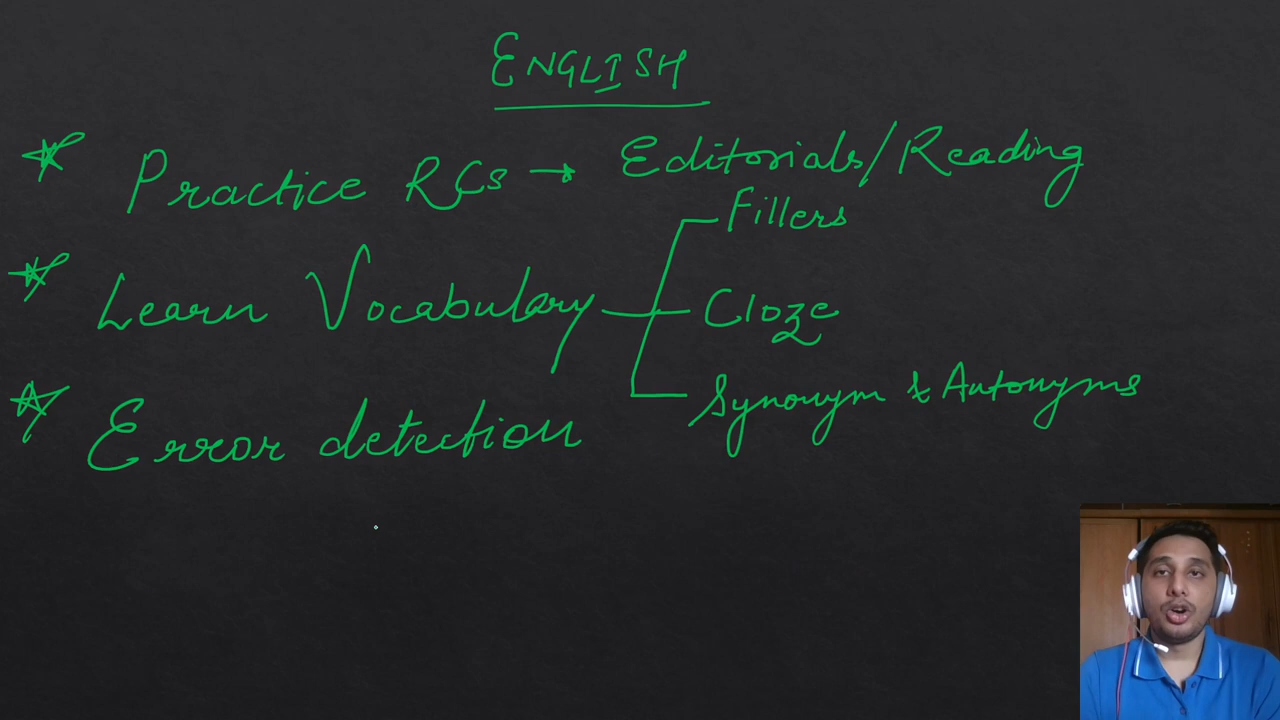 ENGLISH
Practice RCs → Editorials/Reading
Fillers
Learn Vocabulary
Cloze
Synonym & Antonyms
Error detection